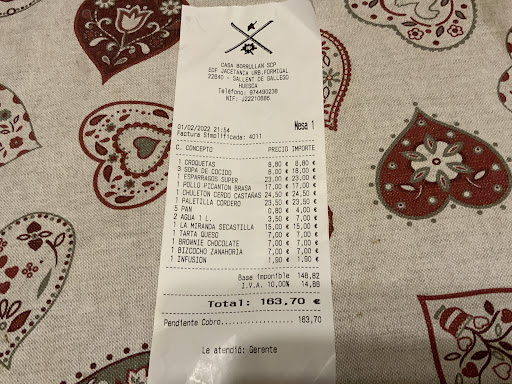 CASA BORRULLAN SCP
EDF JACETANIA URB.FORMIGAL
22640 - SALLENT DE GALLEGO
HUESCA
Teléfono: 974490238
NIF: J22210686
01/02/2022 21:54 Mesa 1
Factura Simplificada: 4011
C. CONCEPTO PRECIO IMPORTE
1 CROQUETAS 8,80 € 8,80 €
3 SOPA DE COCIDO 6,00 € 18,00 €
1 ESPARRAGOS SUPER 23,00 € 23,00 €
1 POLLO PICANTON BRASA 17,00 € 17,00 €
1 CHULETON CERDO CASTAÑAS 24,50 € 24,50 €
1 PALETILLA CORDERO 23,50 € 23,50 €
5 PAN 0,80 € 4,00 €
2 AGUA 1 L. 3,50 € 7,00 €
1 LA MIRANDA SECASTILLA 15,00 € 15,00 €
1 TARTA QUESO 7,00 € 7,00 €
1 BROWNIE CHOCOLATE 7,00 € 7,00 €
1 BIZCOCHO ZANAHORIA 7,00 € 7,00 €
1 INFUSION 1,90 € 1,90 €
Base imponible 148,82
I.V.A. 10,00% 14,88
Total: 163,70 €
Pendiente Cobro 163,70
Le atendió: Gerente